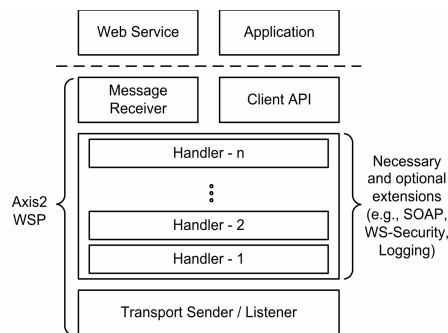 Web Service
Application
Message
Receiver
Client API
Handler - n
Handler - 2
Handler - 1
Transport Sender / Listener
Axis2
WSP
Necessary
and optional
extensions
(e.g., SOAP,
WS-Security,
Logging)